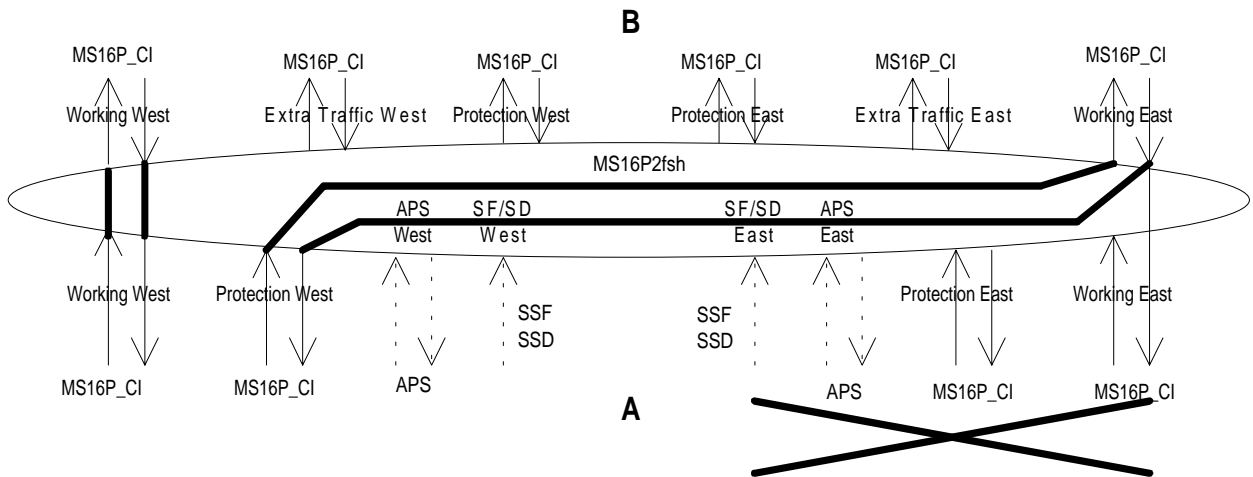 B
MS16P_CI MS16P_CI MS16P_CI MS16P_CI MS16P_CI MS16P_CI
Working West Extra Traffic West Protection West Protection East Extra Traffic East Working East
MS16P2fsh
APS SF/SD SF/SD APS
West West East East
Working West Protection West Protection East Working East
SSF SSF
SSD SSD
MS16P_CI MS16P_CI APS APS MS16P_CI MS16P_CI
A